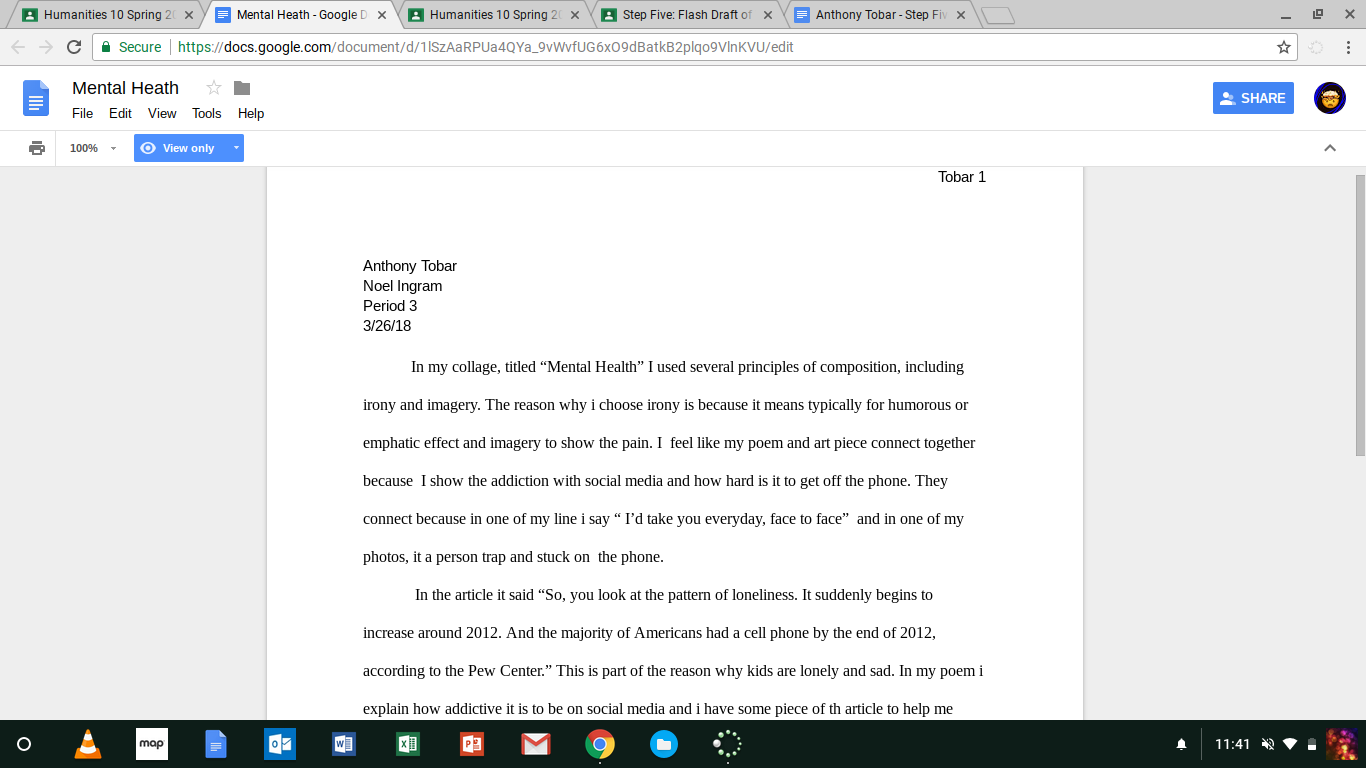 Humanities 10 Spring 20
Mental Heath - Google D
Humanities 10 Spring 20
Step Five: Flash Draft of
Anthony Tobar - Step Fiv
Secure
https://docs.google.com/document/d/1lSzAaRPUa4QYa_9vWvfUG6xO9dBatkB2plqo9VlnKVU/edit
Mental Heath
File Edit View Tools Help
SHARE
100%
View only
Tobar 1
Anthony Tobar
Noel Ingram
Period 3
3/26/18
In my collage, titled “Mental Health” I used several principles of composition, including
irony and imagery. The reason why i choose irony is because it means typically for humorous or
emphatic effect and imagery to show the pain. I  feel like my poem and art piece connect together
because  I show the addiction with social media and how hard is it to get off the phone. They
connect because in one of my line i say “ I’d take you everyday, face to face”  and in one of my
photos, it a person trap and stuck on  the phone.
In the article it said “So, you look at the pattern of loneliness. It suddenly begins to
increase around 2012. And the majority of Americans had a cell phone by the end of 2012,
according to the Pew Center.” This is part of the reason why kids are lonely and sad. In my poem i
explain how addictive it is to be on social media and i have some piece of th article to help me
map
11:41